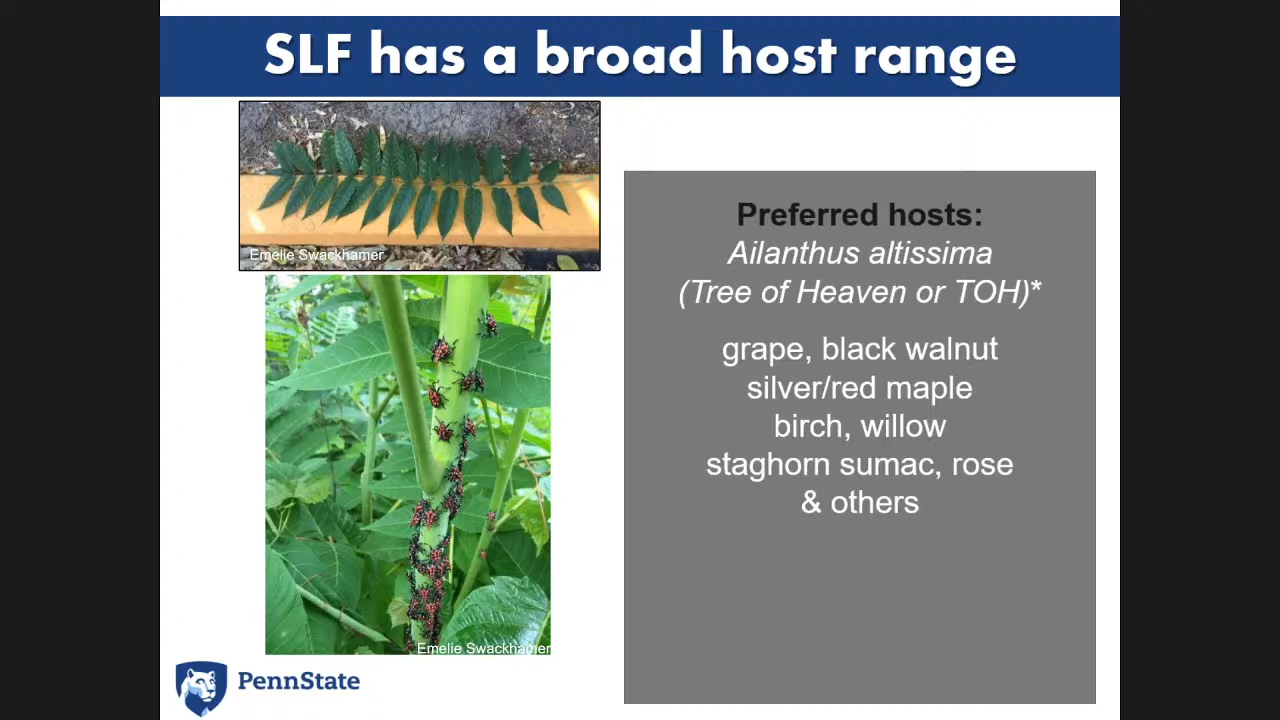 SLF has a broad host range
Emelie Swackhamer
Preferred hosts:
Ailanthus altissima
(Tree of Heaven or TOH)*
grape, black walnut
silver/red maple
birch, willow
staghorn sumac, rose
& others
Emelie Swackhamer
PennState